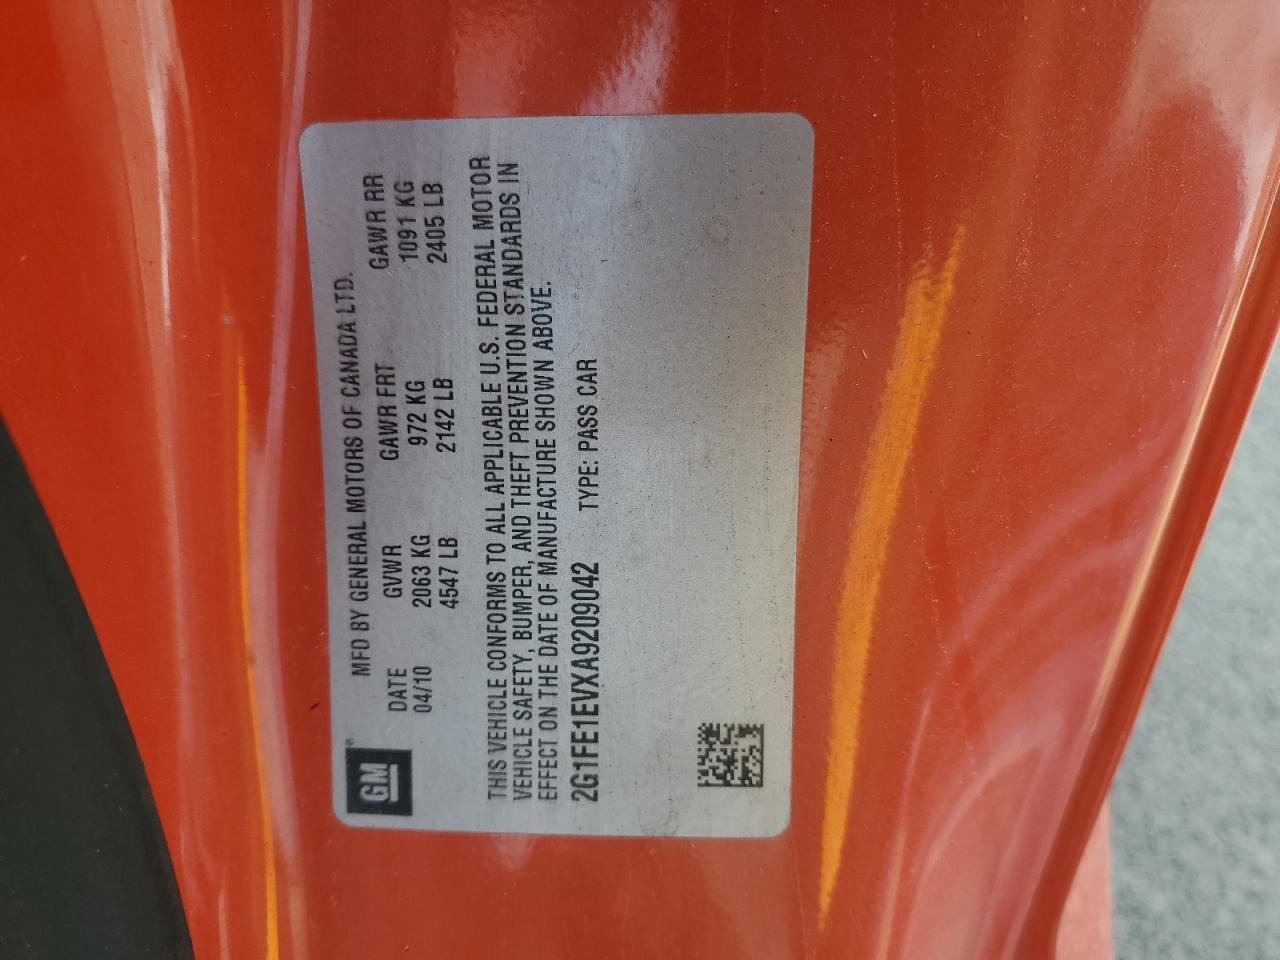 GM®
MFD BY GENERAL MOTORS OF CANADA LTD.
DATE GVWR GAWR FRT GAWR RR
04/10 2063 KG 972 KG 1091 KG
4547 LB 2142 LB 2405 LB
THIS VEHICLE CONFORMS TO ALL APPLICABLE U.S. FEDERAL MOTOR
VEHICLE SAFETY, BUMPER, AND THEFT PREVENTION STANDARDS IN
EFFECT ON THE DATE OF MANUFACTURE SHOWN ABOVE.
2G1FE1EVXA9209042 TYPE: PASS CAR